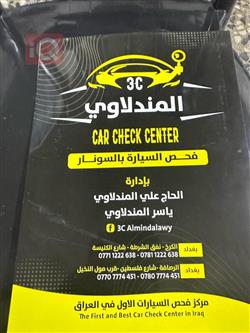 3C
المندلاوي
CAR CHECK CENTER
فحص السيارة بالسونار
بإدارة
الحاج علي المندلاوي
ياسر المندلاوي
3C Almindalawy
بغداد
الكرخ - نفق الشرطة - شارع الكنيسة
0771 1222 638 - 0781 1222 638
بغداد
الرصافة - شارع فلسطين -قرب مول النخيل
0770 7774 451 - 0780 7774 451
مركز فحص السيارات الاول في العراق
The First and Best Car Check Center in Iraq